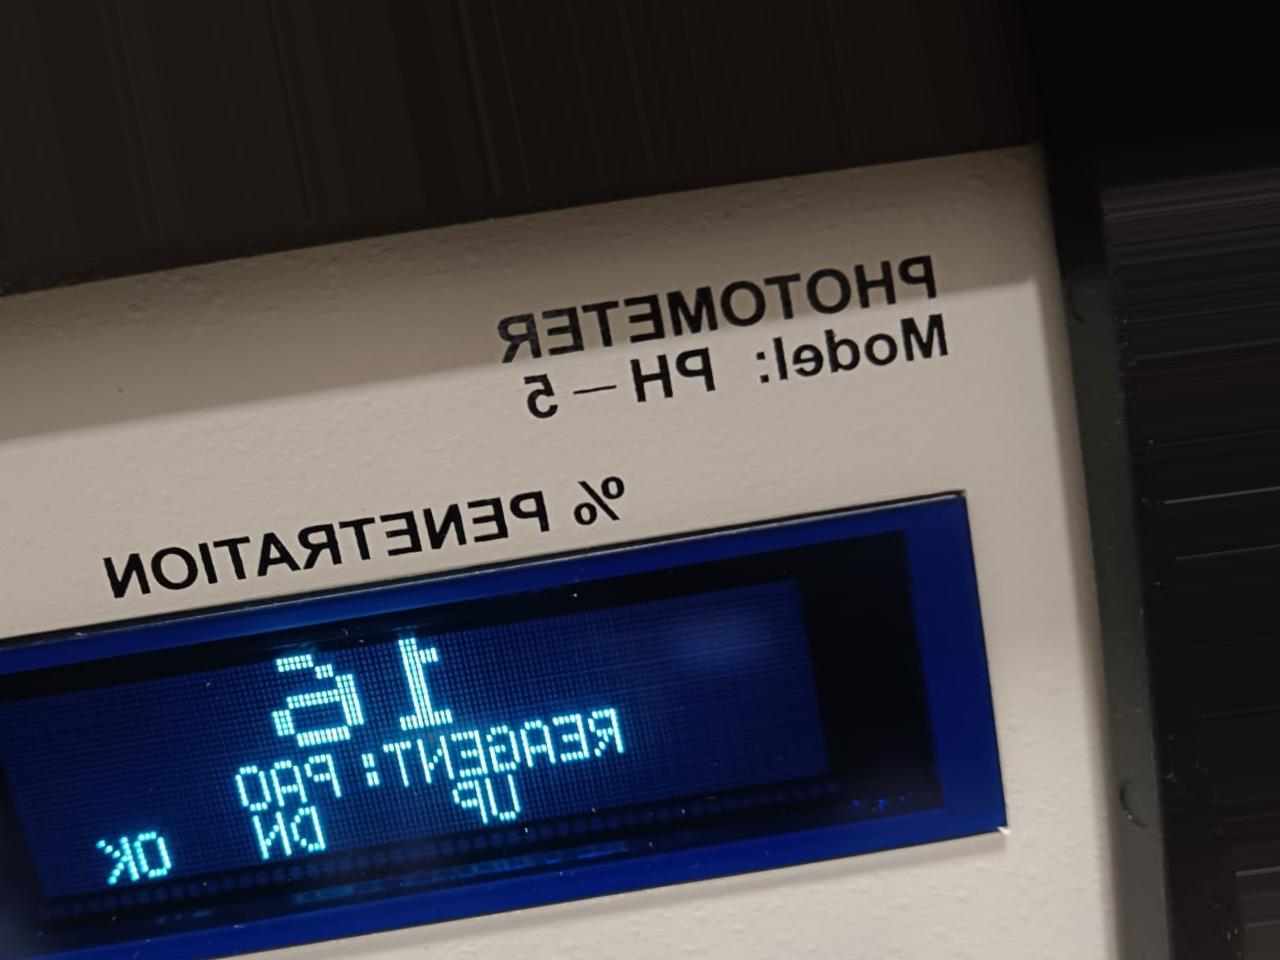 PHOTOMETER
Model: PH – 5
% PENETRATION
16
REAGENT: PAO
UP DN OK